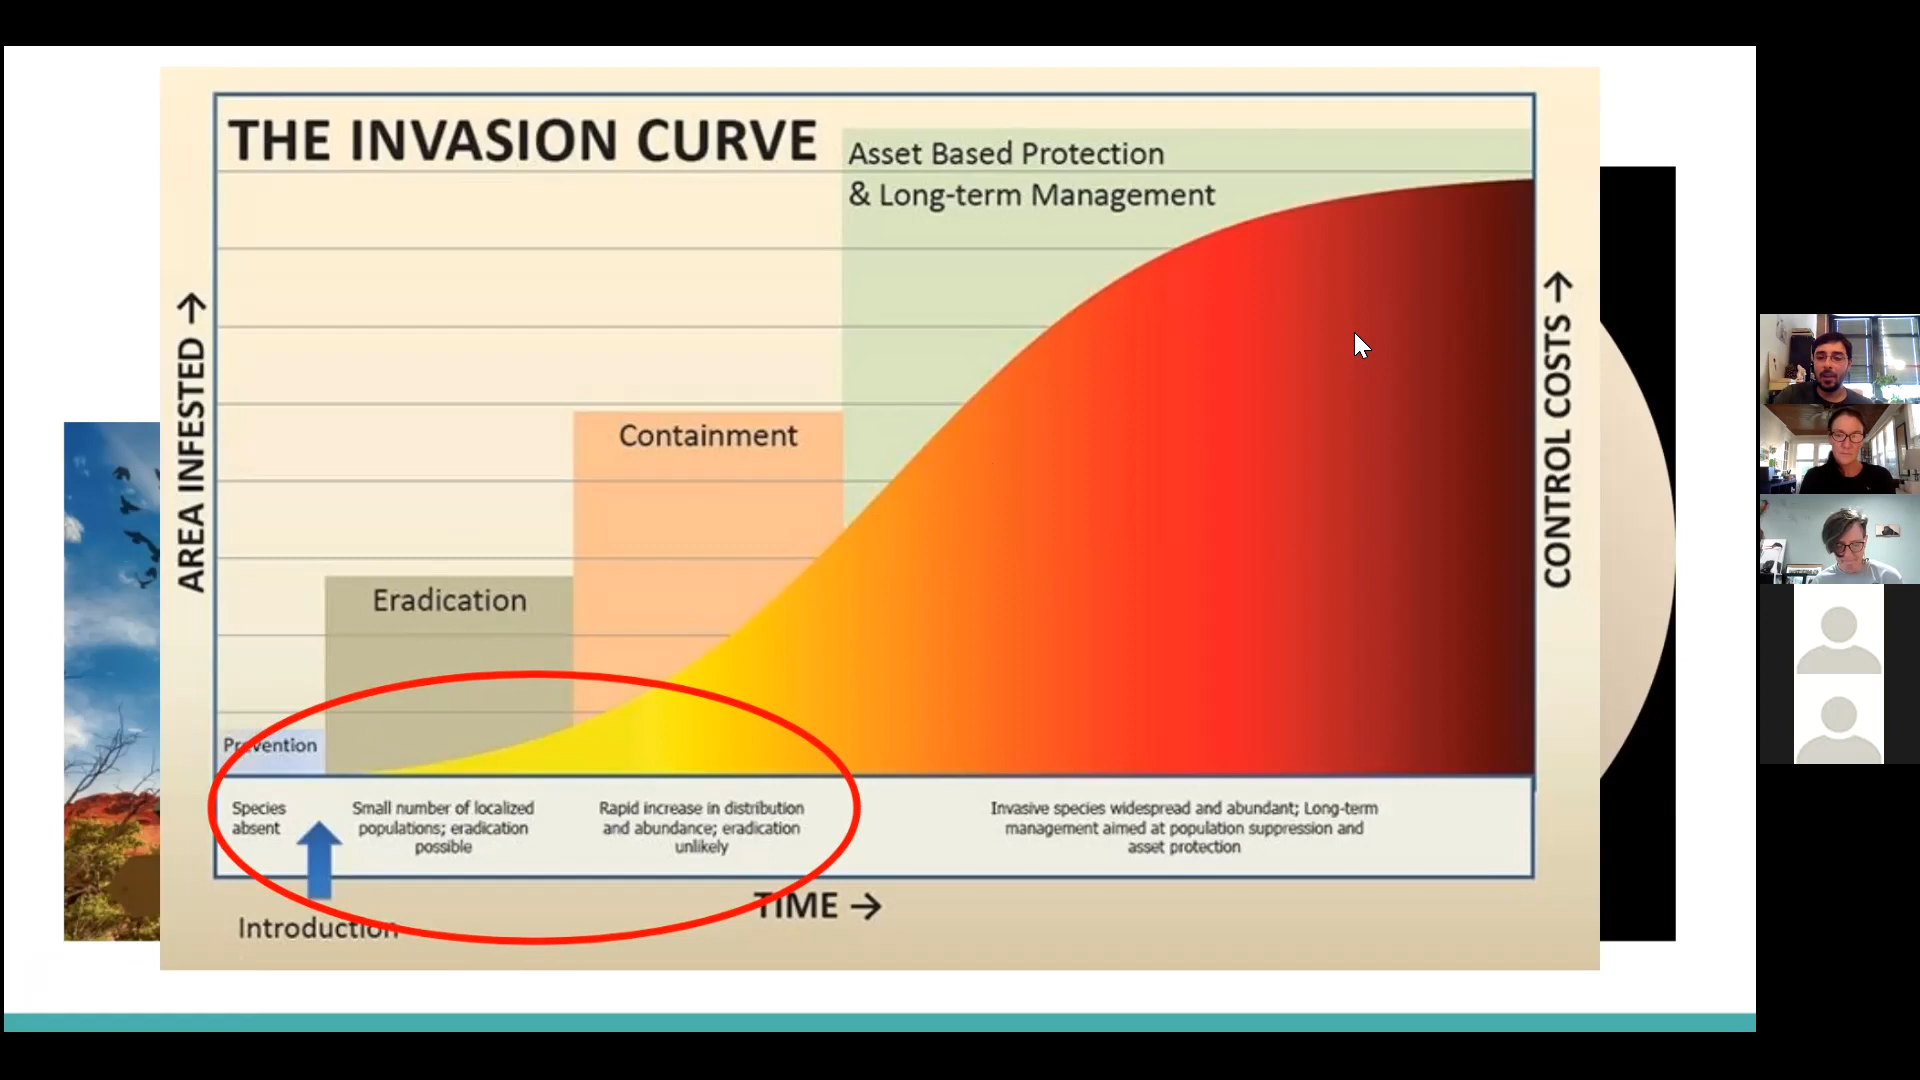 THE INVASION CURVE
Asset Based Protection
& Long-term Management
AREA INFESTED →
CONTROL COSTS →
Containment
Eradication
Prevention
Species
absent
Small number of localized
populations; eradication
possible
Rapid increase in distribution
and abundance; eradication
unlikely
Invasive species widespread and abundant; Long-term
management aimed at population suppression and
asset protection
TIME →
Introduction